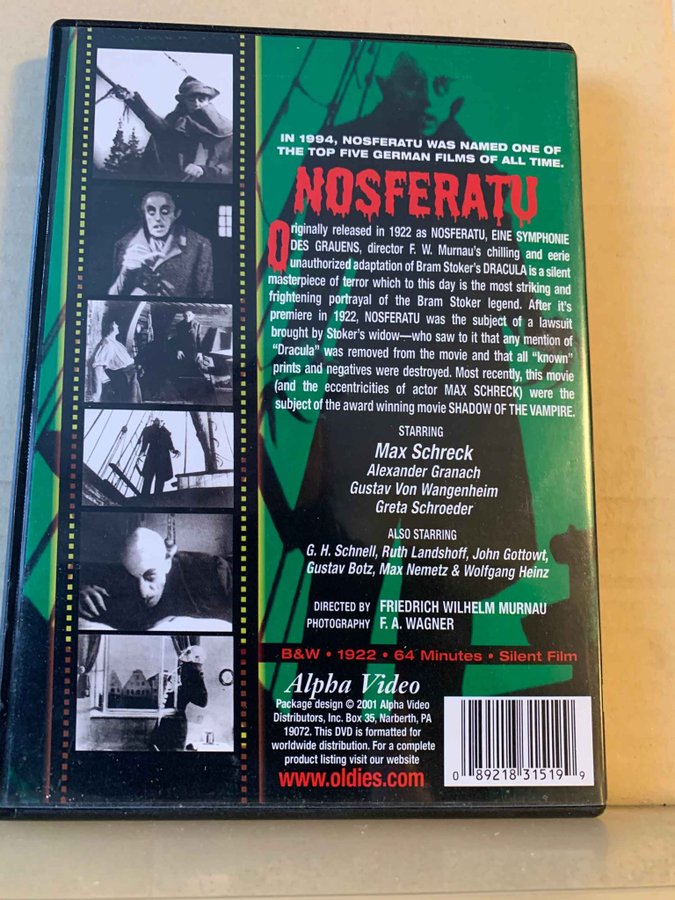 IN 1994, NOSFERATU WAS NAMED ONE OF
THE TOP FIVE GERMAN FILMS OF ALL TIME.
NOSFERATU
Originally released in 1922 as NOSFERATU, EINE SYMPHONIE
DES GRAUENS, director F. W. Murnau's chilling and eerie
unauthorized adaptation of Bram Stoker's DRACULA is a silent
masterpiece of terror which to this day is the most striking and
frightening portrayal of the Bram Stoker legend. After it's
premiere in 1922, NOSFERATU was the subject of a lawsuit
brought by Stoker's widow—who saw to it that any mention of
"Dracula" was removed from the movie and that all "known"
prints and negatives were destroyed. Most recently, this movie
(and the eccentricities of actor MAX SCHRECK) were the
subject of the award winning movie SHADOW OF THE VAMPIRE.
STARRING
Max Schreck
Alexander Granach
Gustav Von Wangenheim
Greta Schroeder
ALSO STARRING
G. H. Schnell, Ruth Landshoff, John Gottowt,
Gustav Botz, Max Nemetz & Wolfgang Heinz
DIRECTED BY FRIEDRICH WILHELM MURNAU
PHOTOGRAPHY F. A. WAGNER
B&W • 1922 • 64 Minutes • Silent Film
Alpha Video
Package design © 2001 Alpha Video
Distributors, Inc. Box 35, Narberth, PA
19072. This DVD is formatted for
worldwide distribution. For a complete
product listing visit our website
www.oldies.com
0 89218 31519 9